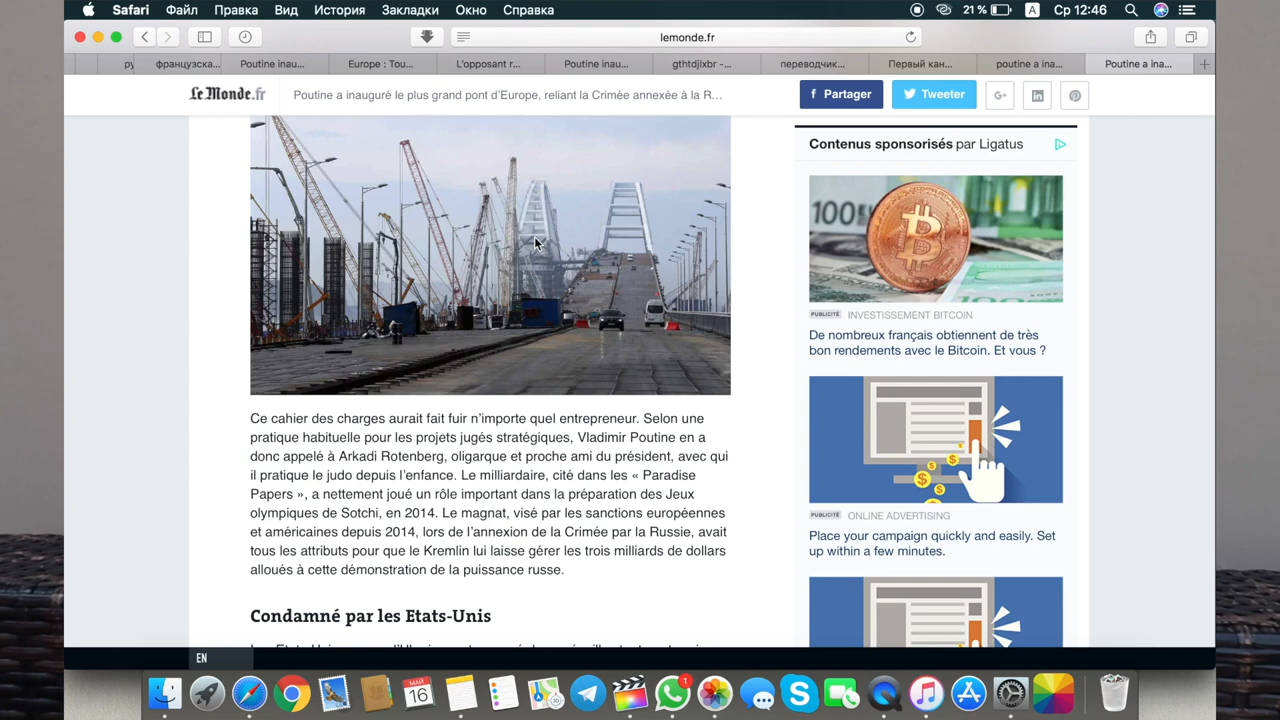 Safari Файл Правка Вид История Закладки Окно Справка 21 % A Ср 12:46
lemonde.fr
ру французска... Poutine inau... Europe : Tou... L'opposant r... Poutine inau... gthtdjlxbr -... переводчик... Первый кан... poutine a ina... Poutine a ina...
Le Monde.fr Poutine a inauguré le plus grand pont d'Europe, reliant la Crimée annexée à la R... Partager Tweeter G+ in
Ce cahier des charges aurait fait fuir n'importe quel entrepreneur. Selon une
pratique habituelle pour les projets jugés stratégiques, Vladimir Poutine en a
donc appelé à Arkadi Rotenberg, oligarque et proche ami du président, avec qui
il pratique le judo depuis l'enfance. Le milliardaire, cité dans les « Paradise
Papers », a nettement joué un rôle important dans la préparation des Jeux
olympiques de Sotchi, en 2014. Le magnat, visé par les sanctions européennes
et américaines depuis 2014, lors de l'annexion de la Crimée par la Russie, avait
tous les attributs pour que le Kremlin lui laisse gérer les trois milliards de dollars
alloués à cette démonstration de la puissance russe.
Condamné par les Etats-Unis
Contenus sponsorisés par Ligatus
100€
PUBLICITÉ INVESTISSEMENT BITCOIN
De nombreux français obtiennent de très
bon rendements avec le Bitcoin. Et vous ?
PUBLICITÉ ONLINE ADVERTISING
Place your campaign quickly and easily. Set
up within a few minutes.
EN
МАЙ
16
1